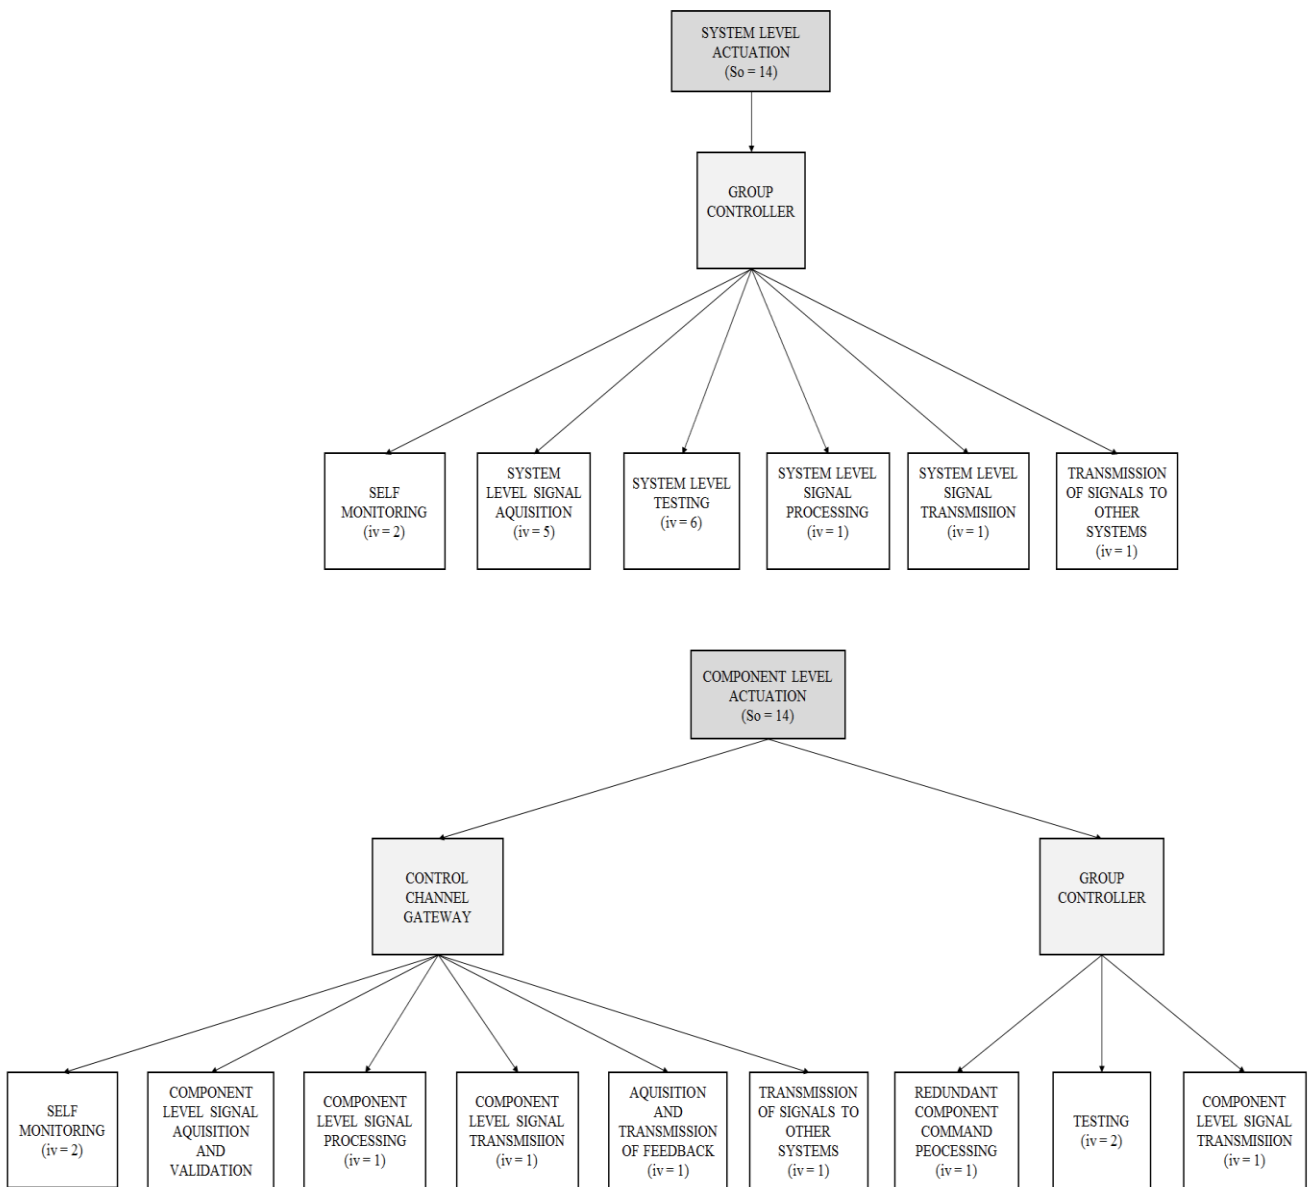 SYSTEM LEVEL
ACTUATION
(So = 14)
GROUP
CONTROLLER
SELF
MONITORING
(iv = 2)
SYSTEM
LEVEL SIGNAL
AQUISITION
(iv = 5)
SYSTEM LEVEL
TESTING
(iv = 6)
SYSTEM LEVEL
SIGNAL
PROCESSING
(iv = 1)
SYSTEM LEVEL
SIGNAL
TRANSMISIION
(iv = 1)
TRANSMISSION
OF SIGNALS TO
OTHER
SYSTEMS
(iv = 1)
COMPONENT LEVEL
ACTUATION
(So = 14)
CONTROL
CHANNEL
GATEWAY
GROUP
CONTROLLER
SELF
MONITORING
(iv = 2)
COMPONENT
LEVEL SIGNAL
AQUISITION
AND
VALIDATION
COMPONENT
LEVEL SIGNAL
PROCESSING
(iv = 1)
COMPONENT
LEVEL SIGNAL
TRANSMISIION
(iv = 1)
AQUISITION
AND
TRANSMISSION
OF FEEDBACK
(iv = 1)
TRANSMISSION
OF SIGNALS TO
OTHER
SYSTEMS
(iv = 1)
REDUNDANT
COMPONENT
COMMAND
PEOCESSING
(iv = 1)
TESTING
(iv = 2)
COMPONENT
LEVEL SIGNAL
TRANSMISIION
(iv = 1)